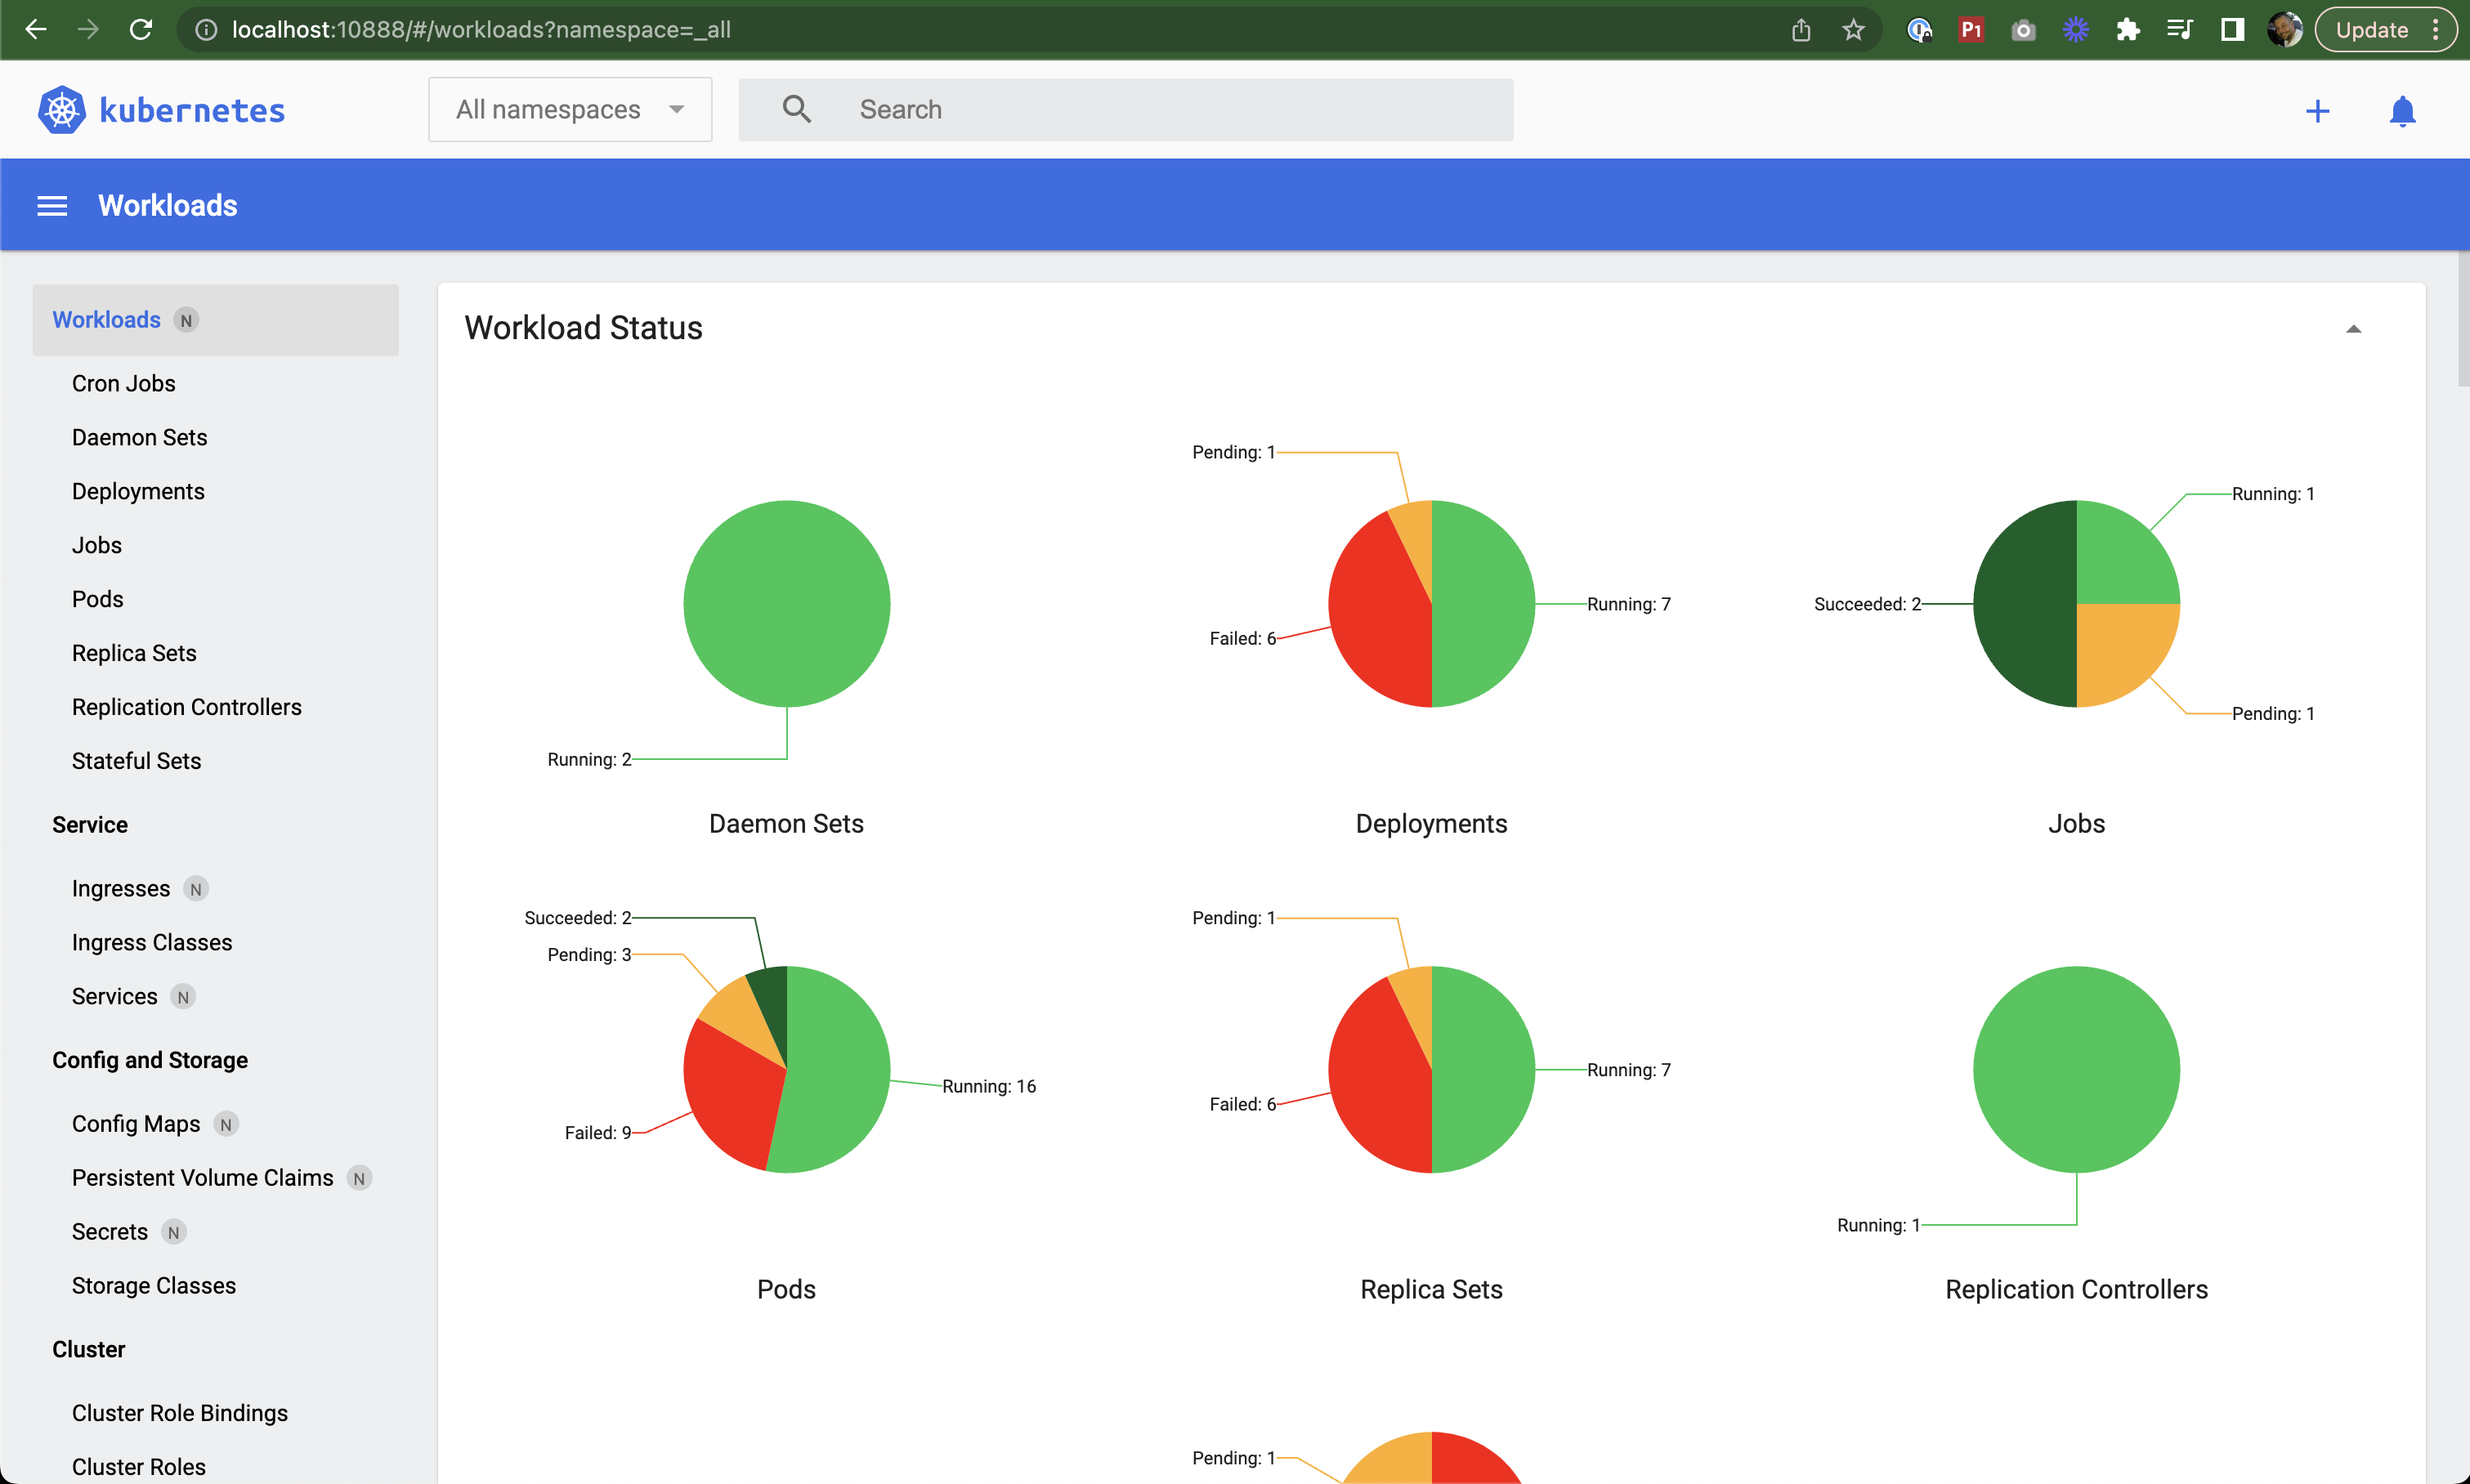 localhost:10888/#/workloads?namespace=_all
P1
Update
kubernetes
All namespaces
Search
Workloads
Workloads N
Cron Jobs
Daemon Sets
Deployments
Jobs
Pods
Replica Sets
Replication Controllers
Stateful Sets
Service
Ingresses N
Ingress Classes
Services N
Config and Storage
Config Maps N
Persistent Volume Claims N
Secrets N
Storage Classes
Cluster
Cluster Role Bindings
Cluster Roles
Workload Status
Running: 2
Daemon Sets
Pending: 1
Running: 7
Failed: 6
Deployments
Running: 1
Succeeded: 2
Pending: 1
Jobs
Succeeded: 2
Pending: 3
Running: 16
Failed: 9
Pods
Pending: 1
Running: 7
Failed: 6
Replica Sets
Running: 1
Replication Controllers
Pending: 1